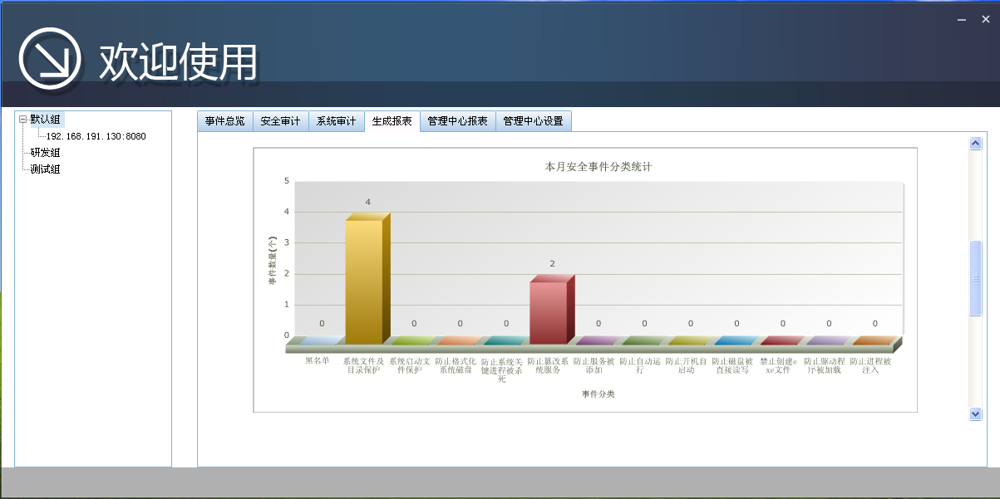 欢迎使用
默认组
192.168.191.130:8080
研发组
测试组
事件总览 安全审计 系统审计 生成报表 管理中心报表 管理中心设置
本月安全事件分类统计
事件数量(个)
5
4
3
2
1
0
0 4 0 0 0 2 0 0 0 0 0 0 0
黑名单
系统文件及
目录保护
系统启动文
件保护
防止格式化
系统磁盘
防止系统关
键进程被杀
死
防止篡改系
统服务
防止服务被
添加
防止自动运
行
防止开机自
启动
防止磁盘被
直接读写
禁止创建e
xe文件
防止驱动程
序被加载
防止进程被
注入
事件分类